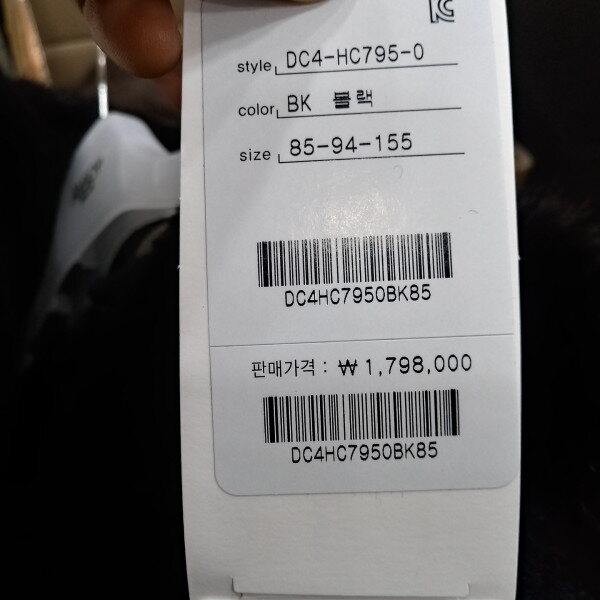 style DC4-HC795-0
color BK 블랙
size 85-94-155
DC4HC7950BK85
판매가격 : ₩ 1,798,000
DC4HC7950BK85